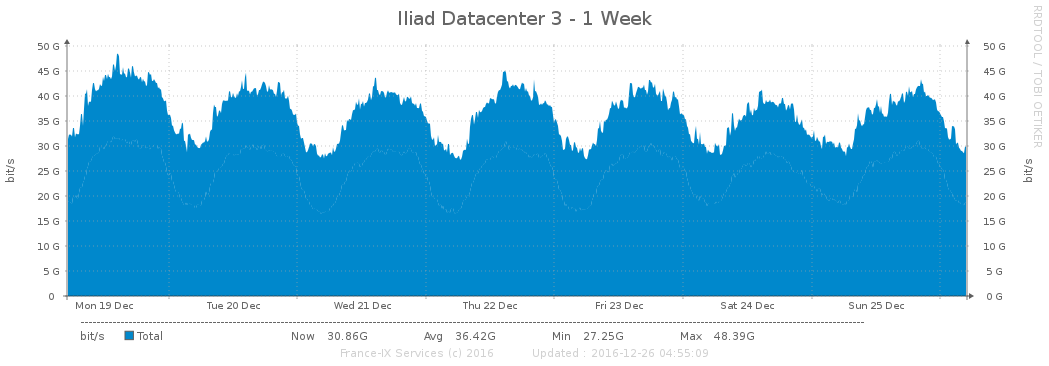 Iliad Datacenter 3 - 1 Week
RRDTOOL / TOBI OETIKER
bit/s
50 G 50 G
45 G 45 G
40 G 40 G
35 G 35 G
30 G 30 G
25 G 25 G
20 G 20 G
15 G 15 G
10 G 10 G
5 G 5 G
0 0 G
bit/s
Mon 19 Dec Tue 20 Dec Wed 21 Dec Thu 22 Dec Fri 23 Dec Sat 24 Dec Sun 25 Dec
bit/s Total Now 30.86G Avg 36.42G Min 27.25G Max 48.39G
France-IX Services (c) 2016 Updated : 2016-12-26 04:55:09